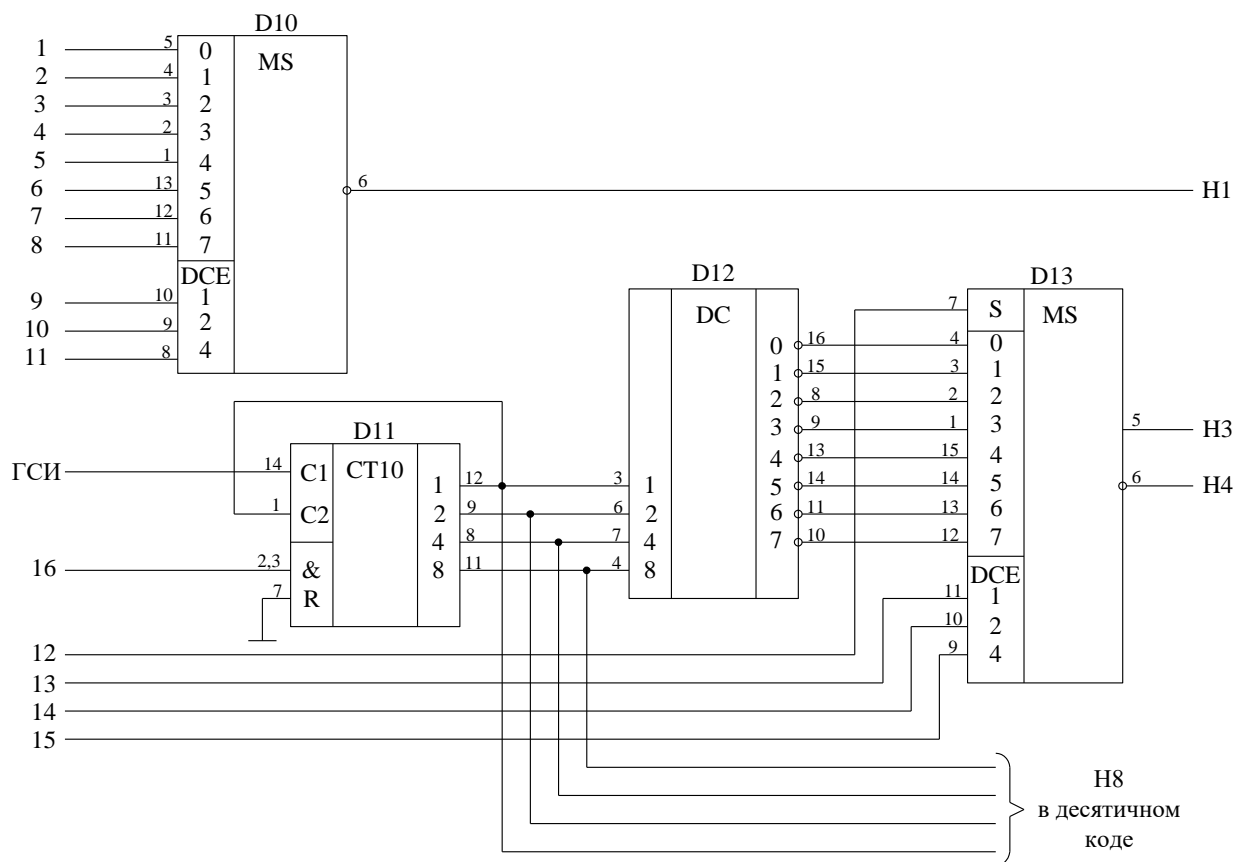 D10
1 5 0 MS
2 4 1
3 3 2
4 2 3
5 1 4
6 13 5 6 H1
7 12 6
8 11 7
DCE
9 10 1
10 9 2
11 8 4
D12 D13
DC 7 S MS
0 16 4 0
1 15 3 1
2 8 2 2
D11
3 9 1 3 5 H3
ГСИ 14 C1 CT10 4 13 15 4
1 12 3 1 5 14 14 5 6 H4
1 C2 2 9 6 2 6 11 13 6
4 8 7 4 7 10 12 7
16 2,3 & 8 11 4 8 DCE
7 R 11 1
10 2
12 9 4
13
14
15
H8
в десятичном
коде